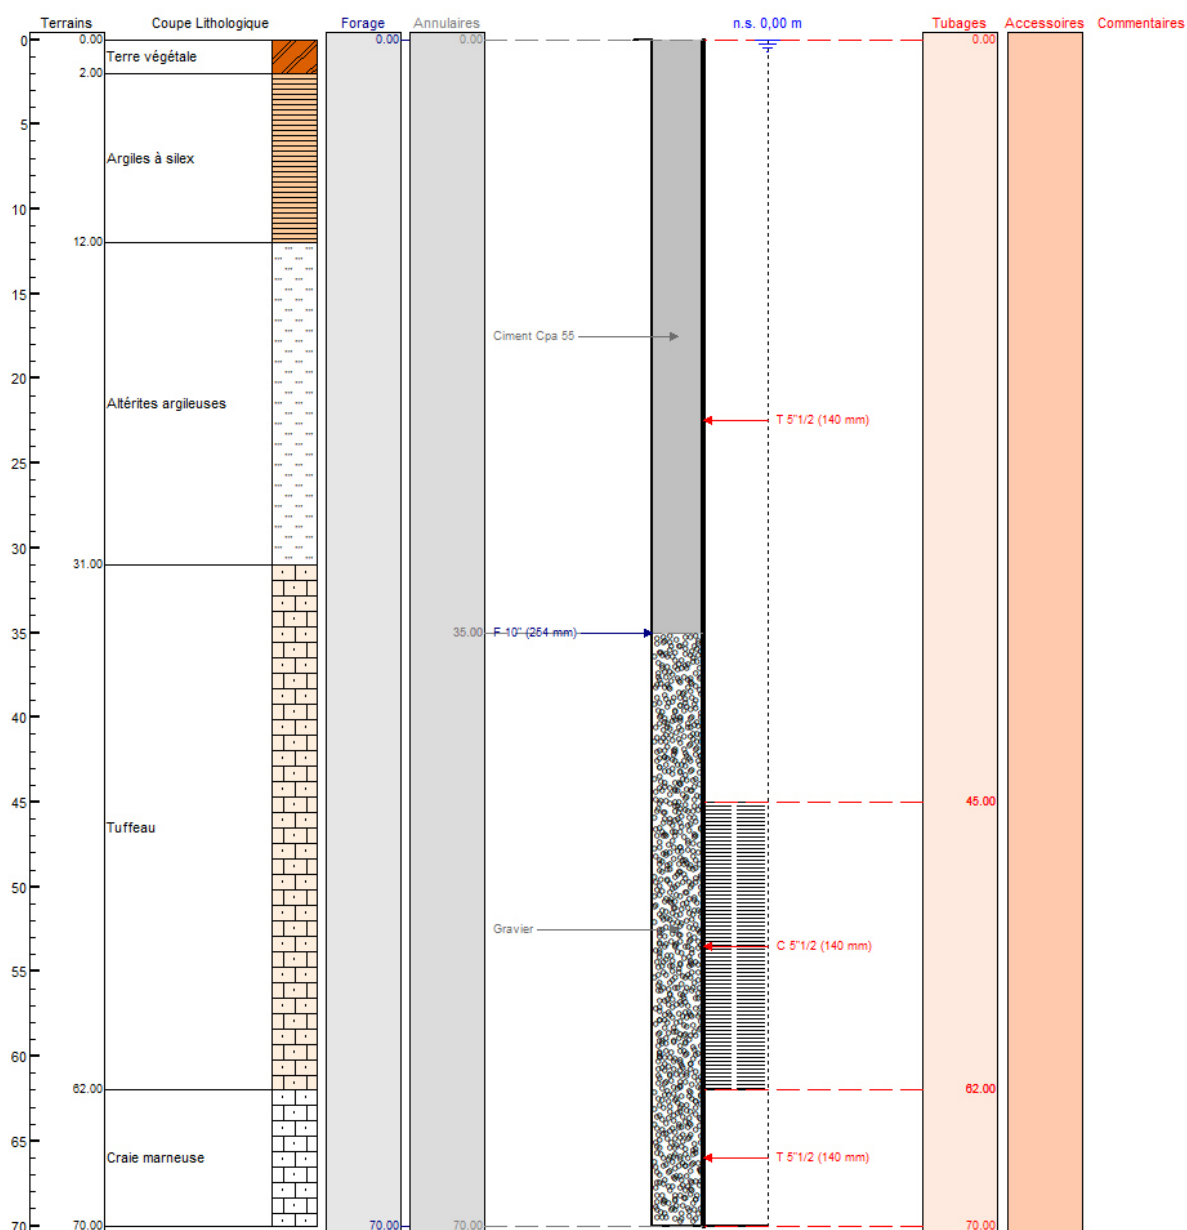 Terrains Coupe Lithologique Forage Annulaires n.s. 0,00 m Tubages Accessoires Commentaires
0 0.00 0.00 0.00 0.00
Terre végétale
2.00
5
Argiles à silex
10
12.00
15
Ciment Cpa 55
20
Altérites argileuses
T 5"1/2 (140 mm)
25
30
31.00
35 35.00 F 10" (254 mm)
40
45 45.00
Tuffeau
50
Gravier
C 5"1/2 (140 mm)
55
60
62.00 62.00
65
Craie marneuse T 5"1/2 (140 mm)
70 70.00 70.00 70.00 70.00